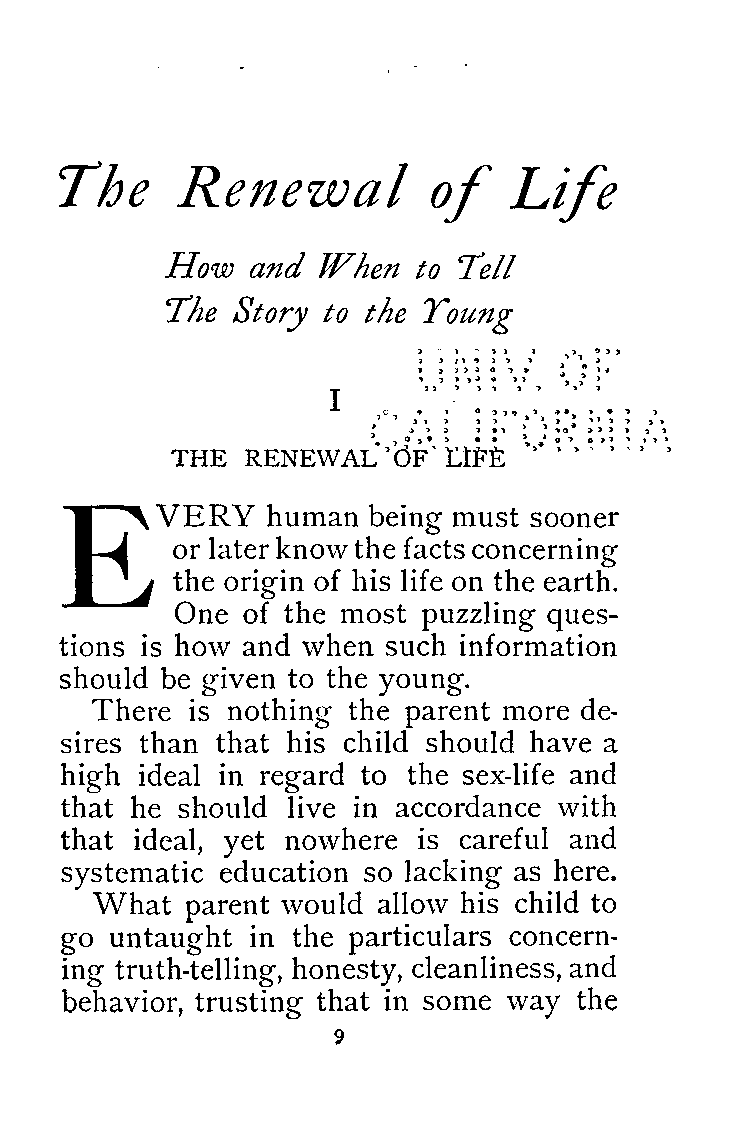 The Renewal of Life
How and When to Tell
The Story to the Young
UNIV. OF
CALIFORNIA
I
THE RENEWAL OF LIFE
EVERY human being must sooner
or later know the facts concerning
the origin of his life on the earth.
One of the most puzzling ques-
tions is how and when such information
should be given to the young.
There is nothing the parent more de-
sires than that his child should have a
high ideal in regard to the sex-life and
that he should live in accordance with
that ideal, yet nowhere is careful and
systematic education so lacking as here.
What parent would allow his child to
go untaught in the particulars concern-
ing truth-telling, honesty, cleanliness, and
behavior, trusting that in some way the
9